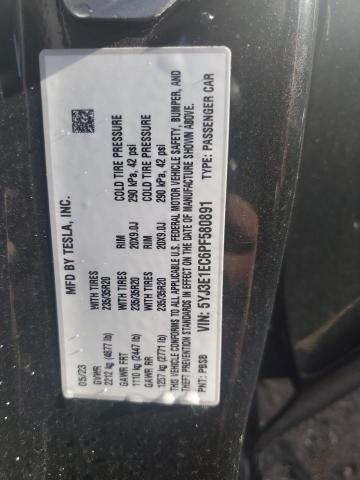 MFD BY TESLA, INC.
05/23
GVWR
2212 kg (4877 lb)
GAWR FRT WITH TIRES RIM COLD TIRE PRESSURE
1110 kg (2447 lb) 235/35R20 20X9.0J 290 kPa, 42 psi
GAWR RR WITH TIRES RIM COLD TIRE PRESSURE
1257 kg (2771 lb) 235/35R20 20X9.0J 290 kPa, 42 psi
THIS VEHICLE CONFORMS TO ALL APPLICABLE U.S. FEDERAL MOTOR VEHICLE SAFETY, BUMPER, AND
THEFT PREVENTION STANDARDS IN EFFECT ON THE DATE OF MANUFACTURE SHOWN ABOVE.
VIN: 5YJ3E1EC6PF580891 TYPE: PASSENGER CAR
PNT: PBSB